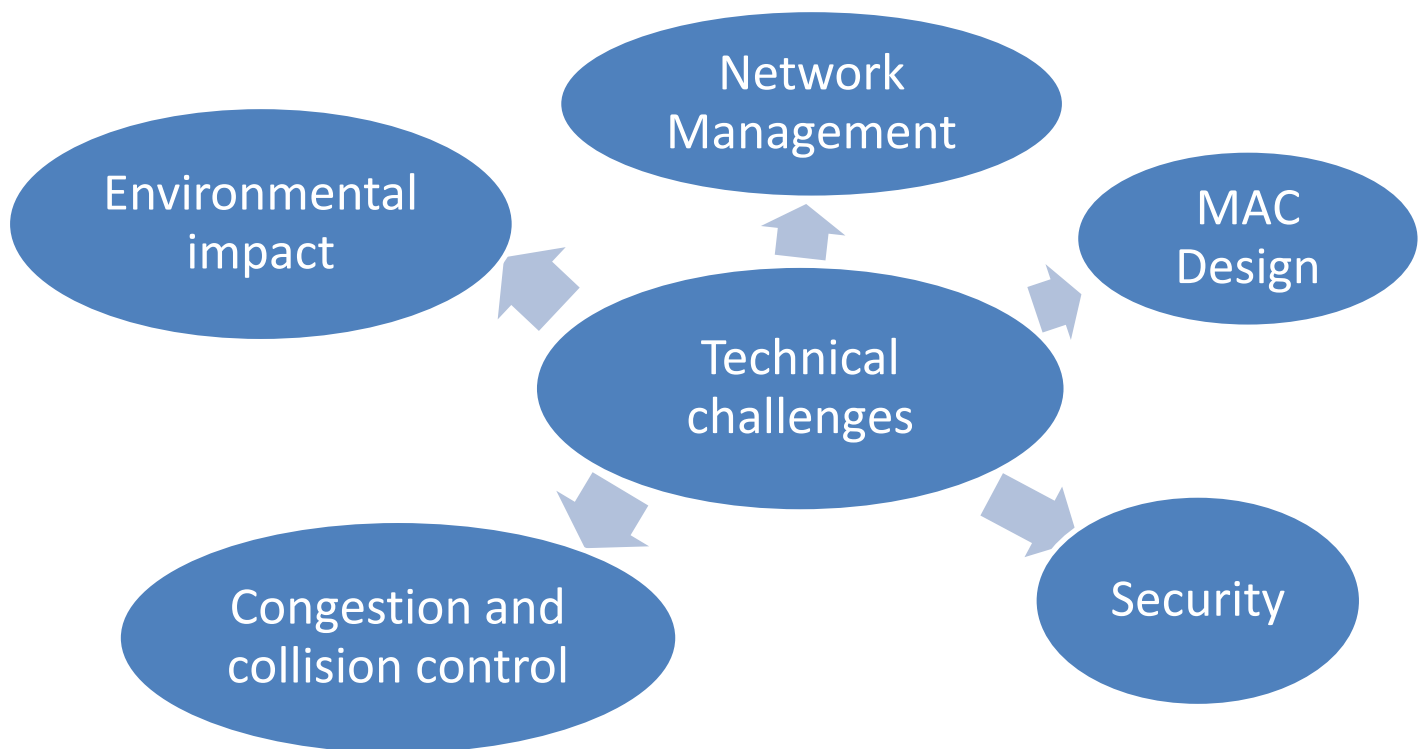 Network
Management
Environmental
impact
MAC
Design
Technical
challenges
Congestion and
collision control
Security